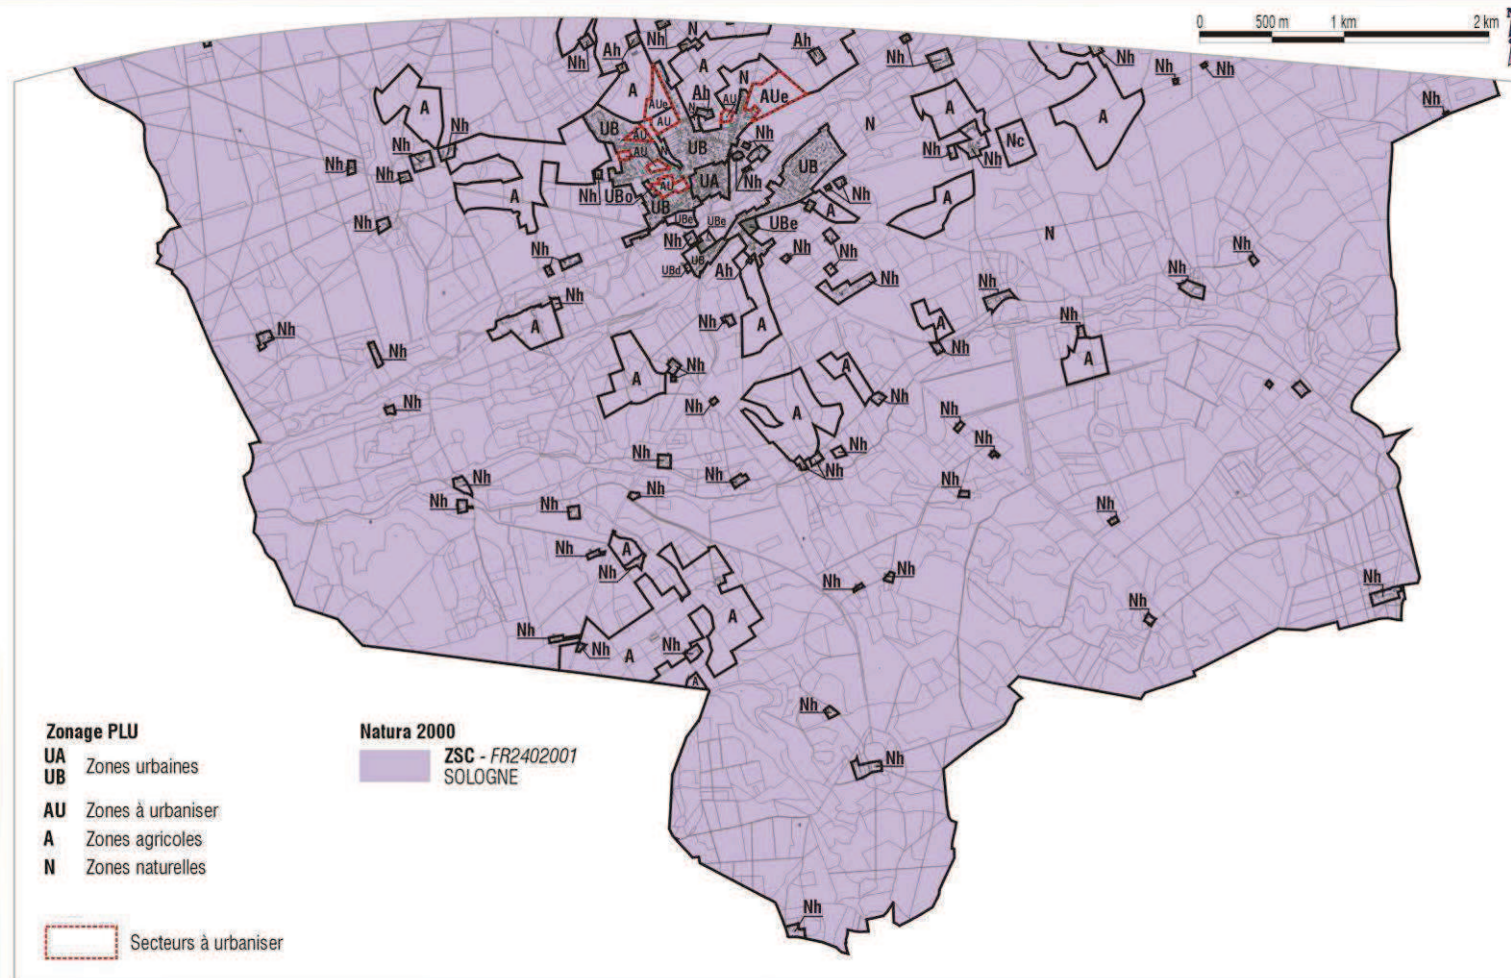 0 500 m 1 km 2 km
Nh Ah Nh N A Ah Nh
Nh Nh
A A AUe AU N Ah AU N AUe A A
Nh
Nh Nh UB AU AU N UB Nh UB N Nc
Nh Nh A Nh UBo AU UA Nh Nh Nh
Nh UB UBe UBe UBe A Nh A
N
Nh Nh Nh UB UBd Ah Nh Nh Nh
Nh Nh
Nh A Nh A Nh A Nh
Nh Nh A Nh A Nh A
Nh Nh A Nh Nh
Nh Nh Nh Nh
Nh Nh Nh Nh Nh
Nh Nh
Nh A Nh
Nh Nh Nh
A Nh
Nh Nh A Nh
A
Nh
Nh
Zonage PLU
UA
UB Zones urbaines
AU Zones à urbaniser
A Zones agricoles
N Zones naturelles
Secteurs à urbaniser
Natura 2000
ZSC - FR2402001
SOLOGNE
Nh